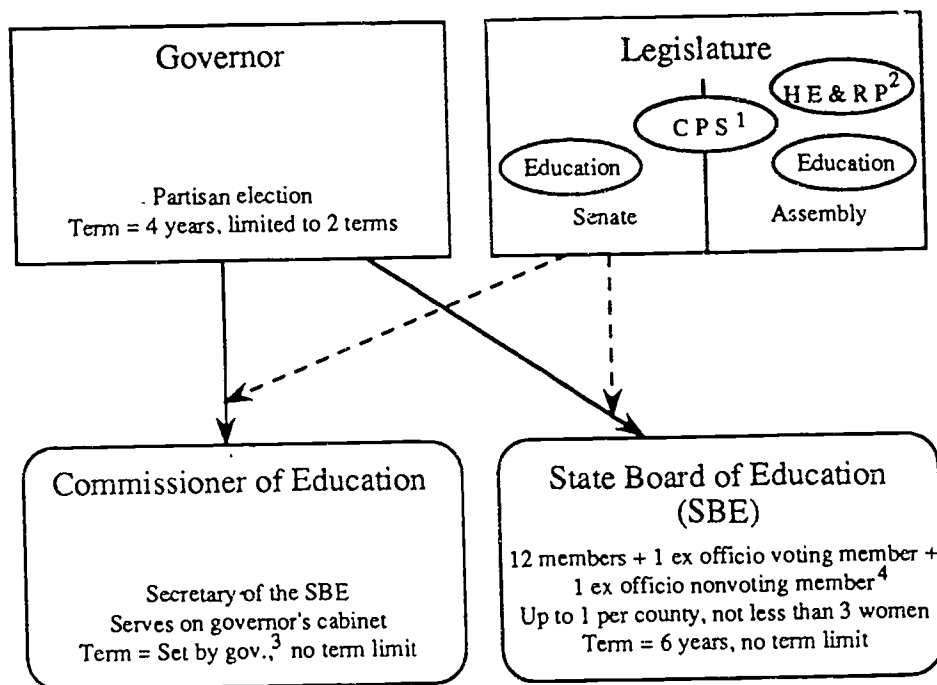 Governor
Partisan election
Term = 4 years, limited to 2 terms
Legislature
H E & R P2
C P S1
Education
Education
Senate
Assembly
Commissioner of Education
Secretary of the SBE
Serves on governor's cabinet
Term = Set by gov.,3 no term limit
State Board of Education
(SBE)
12 members + 1 ex officio voting member +
1 ex officio nonvoting member4
Up to 1 per county, not less than 3 women
Term = 6 years, no term limit